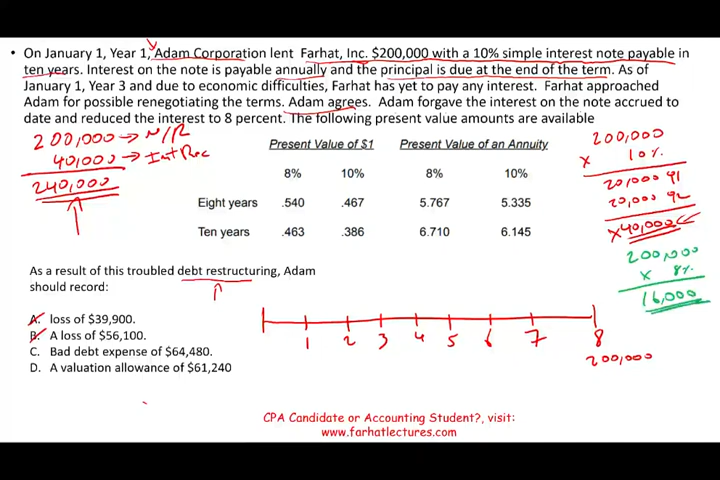 • On January 1, Year 1, Adam Corporation lent Farhat, Inc. $200,000 with a 10% simple interest note payable in
ten years. Interest on the note is payable annually and the principal is due at the end of the term. As of
January 1, Year 3 and due to economic difficulties, Farhat has yet to pay any interest. Farhat approached
Adam for possible renegotiating the terms. Adam agrees. Adam forgave the interest on the note accrued to
date and reduced the interest to 8 percent. The following present value amounts are available
200,000 → N/R
40,000 → Int Rec
240,000
Present Value of $1 Present Value of an Annuity
8% 10% 8% 10%
Eight years .540 .467 5.767 5.335
Ten years .463 .386 6.710 6.145
200,000
x 10%
20,000 y1
20,000 y2
x 40,000
200,000
x 8%
16,000
As a result of this troubled debt restructuring, Adam
should record:
A. loss of $39,900.
B. A loss of $56,100.
C. Bad debt expense of $64,480.
D. A valuation allowance of $61,240
1 2 3 4 5 6 7 8
200,000
CPA Candidate or Accounting Student?, visit:
www.farhatlectures.com